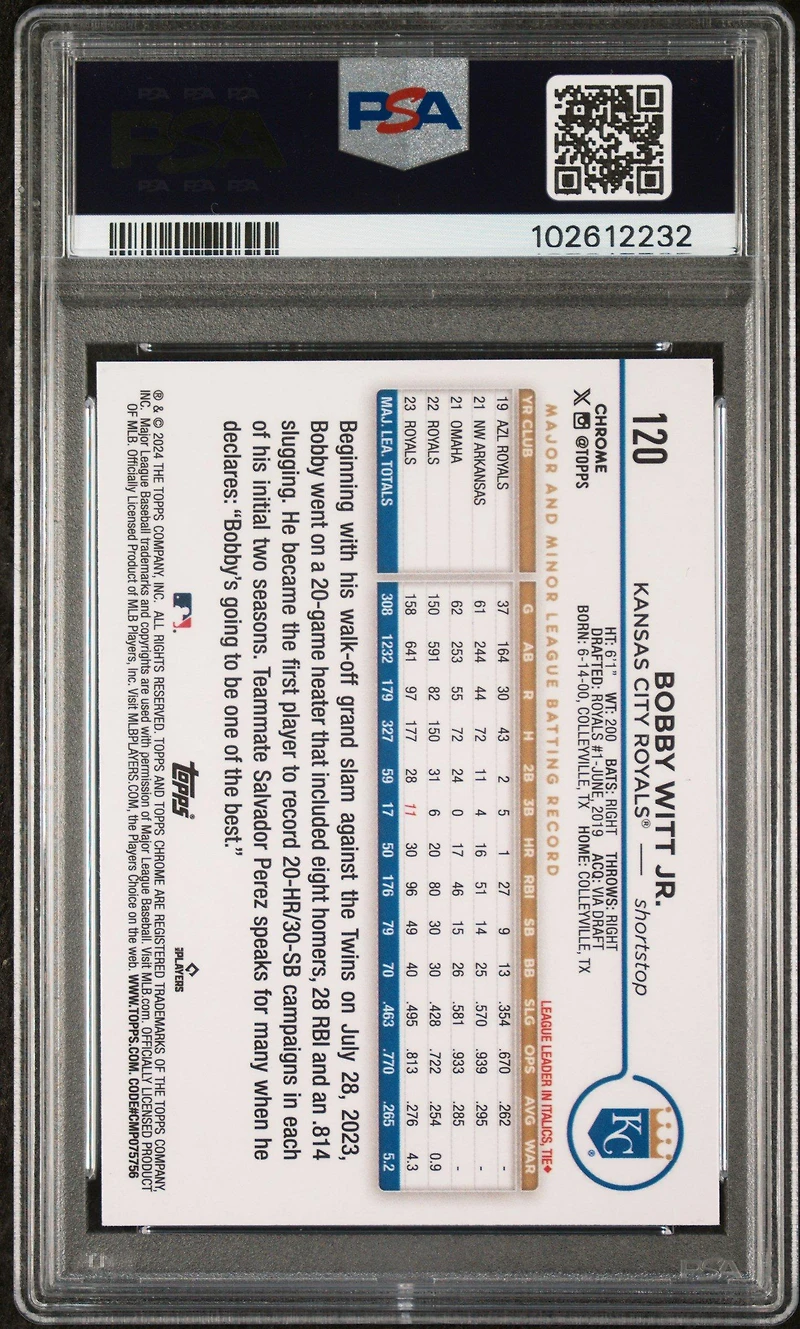 PSA PSA PSA
PSA
PSA PSA PSA
PSA
102612232
120
BOBBY WITT JR.
KANSAS CITY ROYALS® — shortstop
CHROME
@TOPPS
HT: 6'1" WT: 200 BATS: RIGHT THROWS: RIGHT
DRAFTED: ROYALS #1-JUNE, 2019 ACQ: VIA DRAFT
BORN: 6-14-00, COLLEYVILLE, TX HOME: COLLEYVILLE, TX
KC
®
MAJOR AND MINOR LEAGUE BATTING RECORD
LEAGUE LEADER IN ITALICS, TIE♦
YR CLUB G AB R H 2B 3B HR RBI SB BB SLG OPS AVG WAR
19 AZL ROYALS 37 164 30 43 2 5 1 27 9 13 .354 .670 .262 -
21 NW ARKANSAS 61 244 44 72 11 4 16 51 14 25 .570 .939 .295 -
21 OMAHA 62 253 55 72 24 0 17 46 15 26 .581 .933 .285 -
22 ROYALS 150 591 82 150 31 6 20 80 30 30 .428 .722 .254 0.9
23 ROYALS 158 641 97 177 28 11 30 96 49 40 .495 .813 .276 4.3
MAJ. LEA. TOTALS 308 1232 179 327 59 17 50 176 79 70 .463 .770 .265 5.2
Beginning with his walk-off grand slam against the Twins on July 28, 2023,
Bobby went on a 20-game heater that included eight homers, 28 RBI and an .814
slugging. He became the first player to record 20-HR/30-SB campaigns in each
of his initial two seasons. Teammate Salvador Perez speaks for many when he
declares: “Bobby's going to be one of the best.”
topps®
PLAYERS
® & © 2024 THE TOPPS COMPANY, INC. ALL RIGHTS RESERVED. TOPPS AND TOPPS CHROME ARE REGISTERED TRADEMARKS OF THE TOPPS COMPANY,
INC. Major League Baseball trademarks and copyrights are used with permission of Major League Baseball. Visit MLB.com. OFFICIALLY LICENSED PRODUCT
OF MLB. Officially Licensed Product of MLB Players, Inc. Visit MLBPLAYERS.COM, the Players Choice on the web. WWW.TOPPS.COM. CODE#CMP075756
PSA